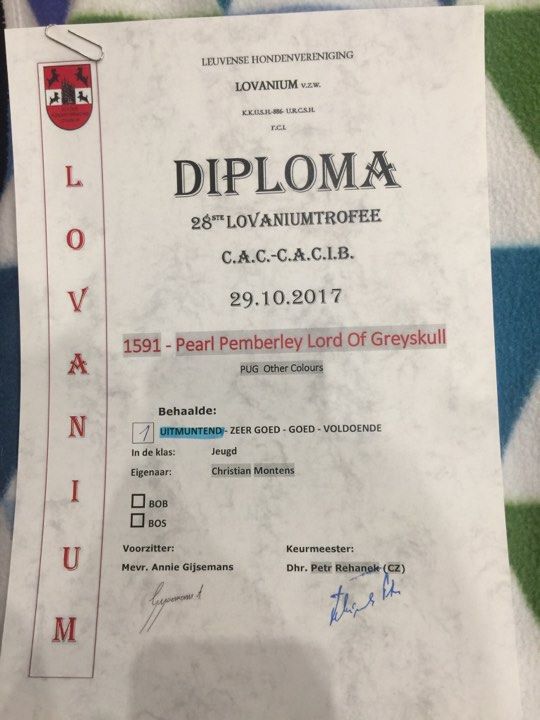 LEUVENSE HONDENVERENIGING
LOVANIUM V.Z.W.
K.K.U.S.H.-886- U.R.C.S.H.
F.C.I.
DIPLOMA
28STE LOVANIUMTROFEE
C.A.C.-C.A.C.I.B.
29.10.2017
1591 - Pearl Pemberley Lord Of Greyskull
PUG Other Colours
Behaalde:
1 UITMUNTEND - ZEER GOED - GOED - VOLDOENDE
In de klas: Jeugd
Eigenaar: Christian Montens
BOB
BOS
Voorzitter: Keurmeester:
Mevr. Annie Gijsemans Dhr. Petr Rehanek (CZ)
LOVANIUM